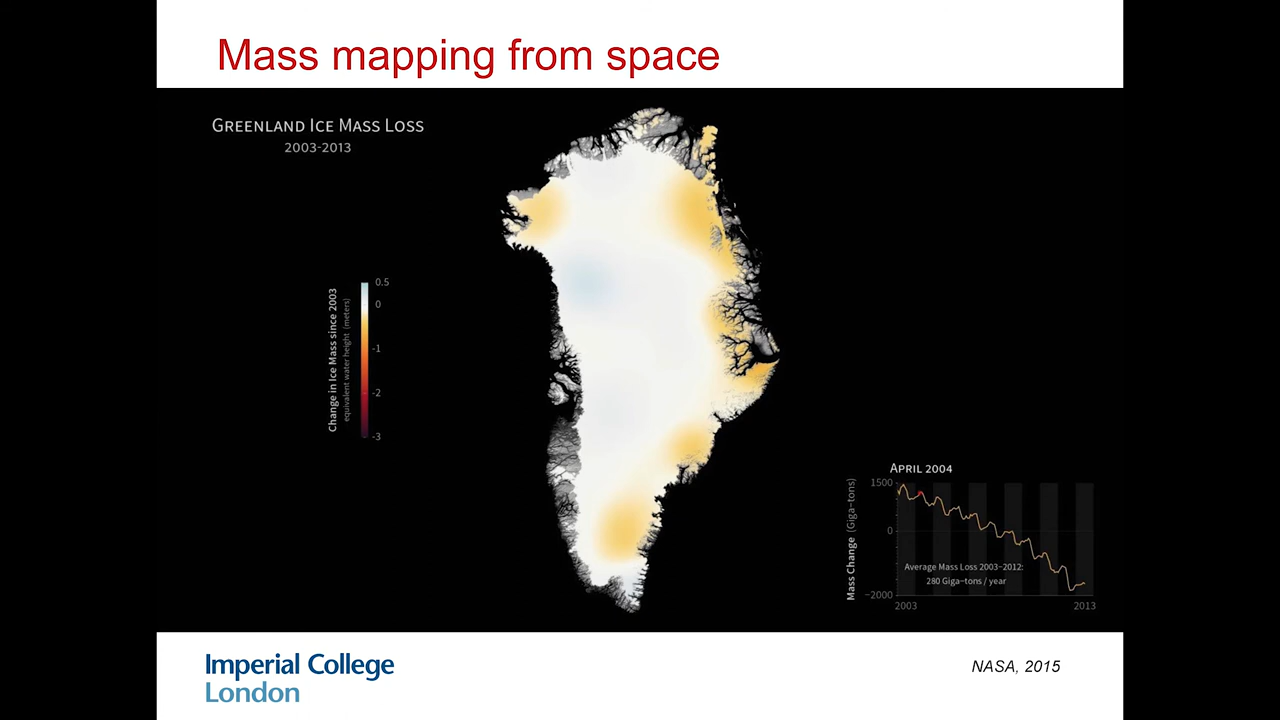 Mass mapping from space
Greenland Ice Mass Loss
2003-2013
0.5
0
-1
-2
-3
Change in Ice Mass since 2003
equivalent water height (meters)
April 2004
1500
0
-2000
Mass Change (Giga-tons)
Average Mass Loss 2003-2012:
280 Giga-tons / year
2003
2013
Imperial College
London
NASA, 2015